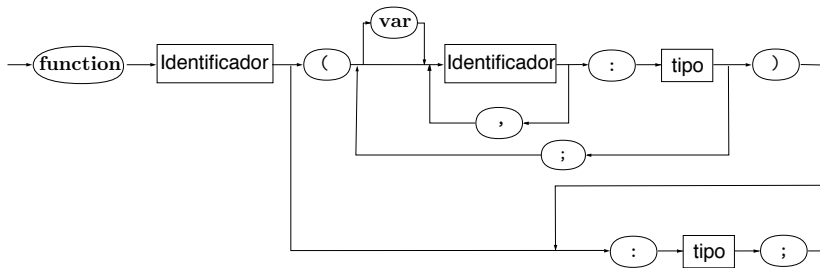 var
function Identificador ( Identificador : tipo )
,
;
: tipo ;